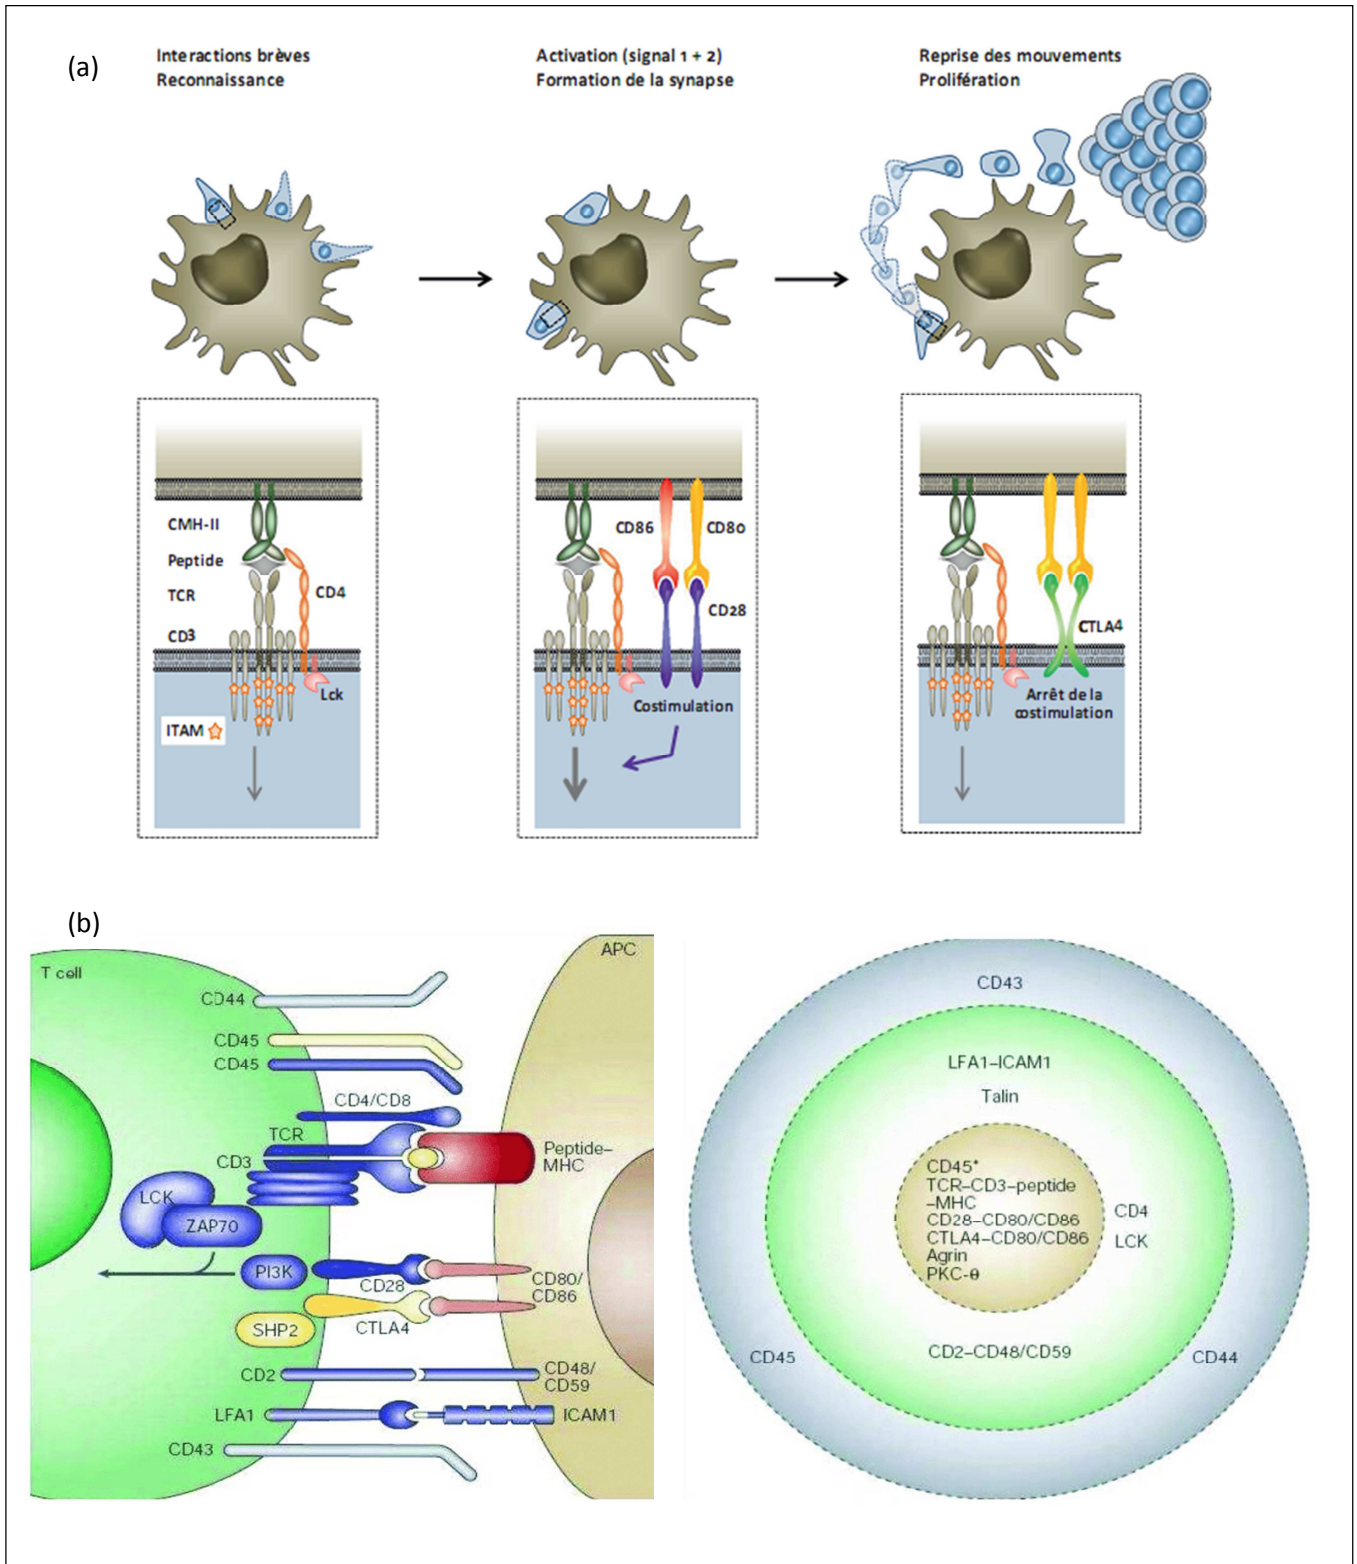 (a)
Interactions brèves
Reconnaissance
Activation (signal 1 + 2)
Formation de la synapse
Reprise des mouvements
Prolifération
CMH-II
Peptide
TCR
CD3
CD4
Lck
ITAM
CD86
CD80
CD28
Costimulation
CTLA4
Arrêt de la
costimulation
(b)
T cell
APC
CD44
CD45
CD45
CD4/CD8
TCR
CD3
Peptide–
MHC
LCK
ZAP70
PI3K
CD28
CD80/
CD86
SHP2
CTLA4
CD2
CD48/
CD59
LFA1
ICAM1
CD43
CD43
LFA1–ICAM1
Talin
CD45*
TCR–CD3–peptide
–MHC
CD28–CD80/CD86
CTLA4–CD80/CD86
Agrin
PKC-θ
CD4
LCK
CD2–CD48/CD59
CD45
CD44